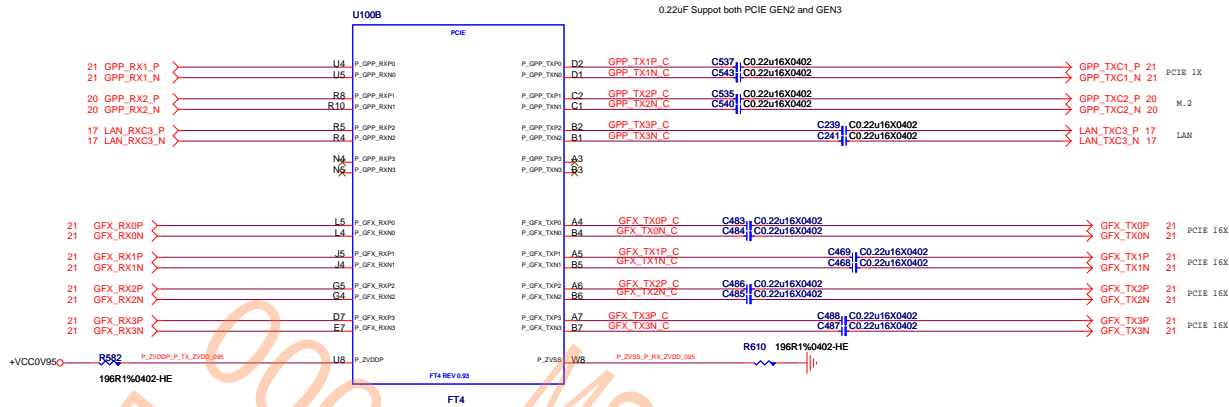 0.22uF Suppot both PCIE GEN2 and GEN3
U100B
PCIE
21 GPP_RX1_P U4 P_GPP_RXP0 P_GPP_TXP0 D2 GPP_TX1P_C C537 C0.22u16X0402 GPP_TXC1_P 21
21 GPP_RX1_N U5 P_GPP_RXN0 P_GPP_TXN0 D1 GPP_TX1N_C C543 C0.22u16X0402 GPP_TXC1_N 21
PCIE 1X
20 GPP_RX2_P R8 P_GPP_RXP1 P_GPP_TXP1 C2 GPP_TX2P_C C535 C0.22u16X0402 GPP_TXC2_P 20
20 GPP_RX2_N R10 P_GPP_RXN1 P_GPP_TXN1 C1 GPP_TX2N_C C540 C0.22u16X0402 GPP_TXC2_N 20
M.2
17 LAN_RXC3_P R5 P_GPP_RXP2 P_GPP_TXP2 B2 GPP_TX3P_C C239 C0.22u16X0402 LAN_TXC3_P 17
17 LAN_RXC3_N R4 P_GPP_RXN2 P_GPP_TXN2 B1 GPP_TX3N_C C241 C0.22u16X0402 LAN_TXC3_N 17
LAN
N4 P_GPP_RXP3 P_GPP_TXP3 A3
N5 P_GPP_RXN3 P_GPP_TXN3 B3
21 GFX_RX0P L5 P_GFX_RXP0 P_GFX_TXP0 A4 GFX_TX0P_C C483 C0.22u16X0402 GFX_TX0P 21
21 GFX_RX0N L4 P_GFX_RXN0 P_GFX_TXN0 B4 GFX_TX0N_C C484 C0.22u16X0402 GFX_TX0N 21
PCIE 16X
21 GFX_RX1P J5 P_GFX_RXP1 P_GFX_TXP1 A5 GFX_TX1P_C C469 C0.22u16X0402 GFX_TX1P 21
21 GFX_RX1N J4 P_GFX_RXN1 P_GFX_TXN1 B5 GFX_TX1N_C C468 C0.22u16X0402 GFX_TX1N 21
PCIE 16X
21 GFX_RX2P G5 P_GFX_RXP2 P_GFX_TXP2 A6 GFX_TX2P_C C486 C0.22u16X0402 GFX_TX2P 21
21 GFX_RX2N G4 P_GFX_RXN2 P_GFX_TXN2 B6 GFX_TX2N_C C485 C0.22u16X0402 GFX_TX2N 21
PCIE 16X
21 GFX_RX3P D7 P_GFX_RXP3 P_GFX_TXP3 A7 GFX_TX3P_C C488 C0.22u16X0402 GFX_TX3P 21
21 GFX_RX3N E7 P_GFX_RXN3 P_GFX_TXN3 B7 GFX_TX3N_C C487 C0.22u16X0402 GFX_TX3N 21
PCIE 16X
+VCC0V95 R582 P_ZVDDP_P_TX_ZVDD_095 U8 P_ZVDDP P_ZVSS W8 P_ZVSS_P_RX_ZVDD_095 R610 196R1%0402-HE
196R1%0402-HE
FT4 REV 0.93
FT4